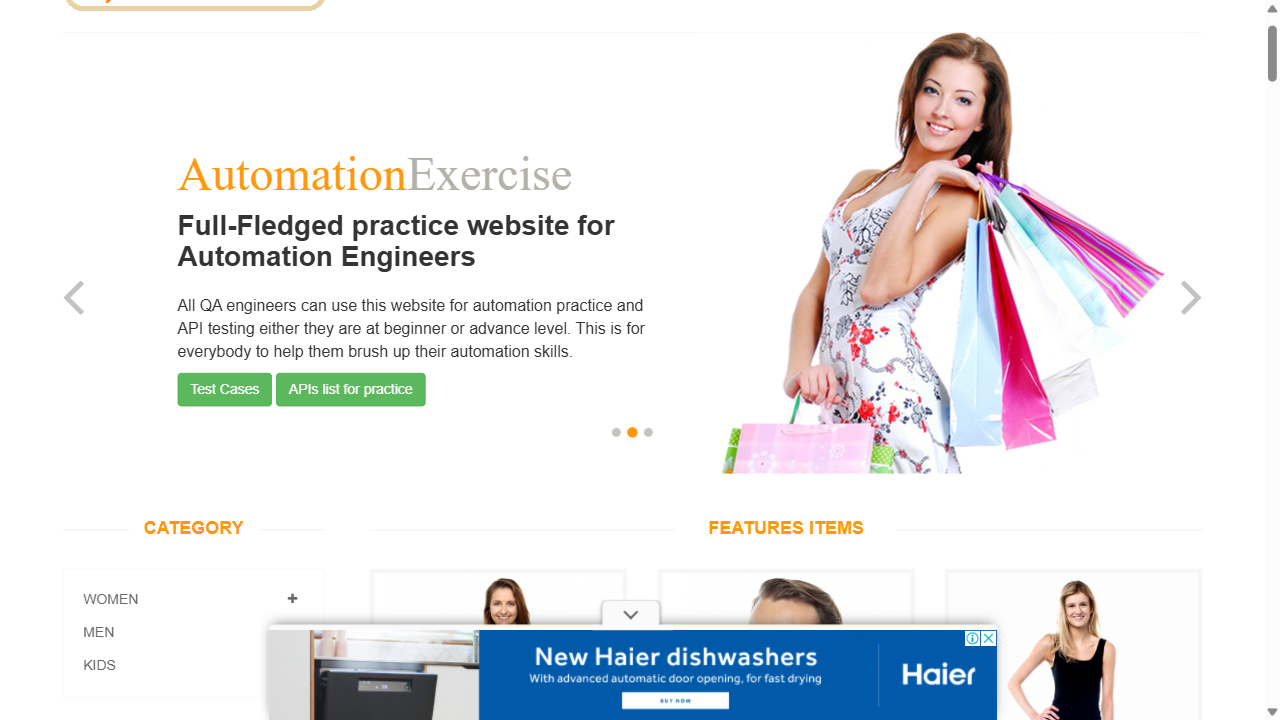 AutomationExercise
Full-Fledged practice website for
Automation Engineers
All QA engineers can use this website for automation practice and
API testing either they are at beginner or advance level. This is for
everybody to help them brush up their automation skills.
Test Cases
APIs list for practice
CATEGORY
FEATURES ITEMS
WOMEN
MEN
KIDS
New Haier dishwashers
With advanced automatic door opening, for fast drying
BUY NOW
Haier